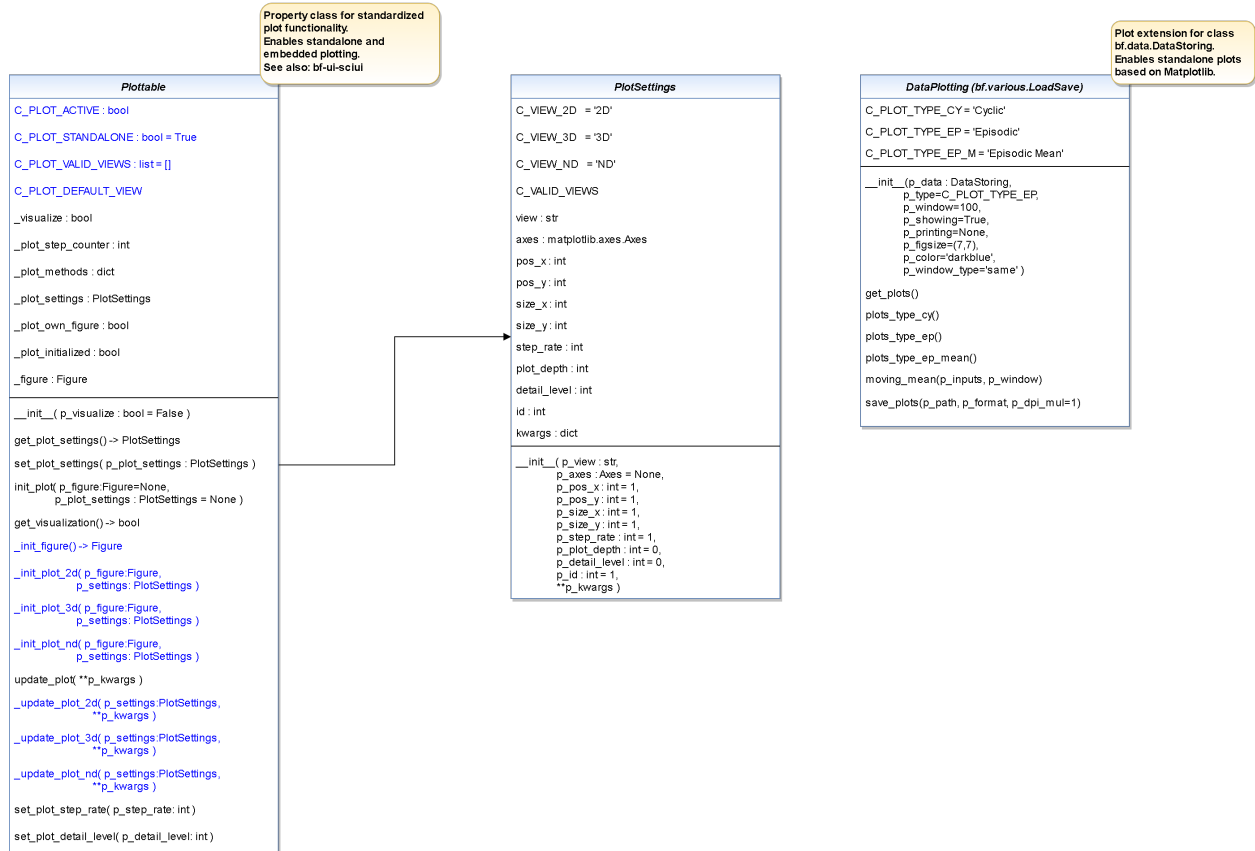 Property class for standardized
plot functionality.
Enables standalone and
embedded plotting.
See also: bf-ui-sciui
Plottable
C_PLOT_ACTIVE : bool
C_PLOT_STANDALONE : bool = True
C_PLOT_VALID_VIEWS : list = []
C_PLOT_DEFAULT_VIEW
_visualize : bool
_plot_step_counter : int
_plot_methods : dict
_plot_settings : PlotSettings
_plot_own_figure : bool
_plot_initialized : bool
_figure : Figure
__init__( p_visualize : bool = False )
get_plot_settings() -> PlotSettings
set_plot_settings( p_plot_settings : PlotSettings )
init_plot( p_figure:Figure=None,
p_plot_settings : PlotSettings = None )
get_visualization() -> bool
_init_figure() -> Figure
_init_plot_2d( p_figure:Figure,
p_settings: PlotSettings )
_init_plot_3d( p_figure:Figure,
p_settings: PlotSettings )
_init_plot_nd( p_figure:Figure,
p_settings: PlotSettings )
update_plot( **p_kwargs )
_update_plot_2d( p_settings:PlotSettings,
**p_kwargs )
_update_plot_3d( p_settings:PlotSettings,
**p_kwargs )
_update_plot_nd( p_settings:PlotSettings,
**p_kwargs )
set_plot_step_rate( p_step_rate: int )
set_plot_detail_level( p_detail_level: int )
PlotSettings
C_VIEW_2D = '2D'
C_VIEW_3D = '3D'
C_VIEW_ND = 'ND'
C_VALID_VIEWS
view : str
axes : matplotlib.axes.Axes
pos_x : int
pos_y : int
size_x : int
size_y : int
step_rate : int
plot_depth : int
detail_level : int
id : int
kwargs : dict
__init__( p_view : str,
p_axes : Axes = None,
p_pos_x : int = 1,
p_pos_y : int = 1,
p_size_x : int = 1,
p_size_y : int = 1,
p_step_rate : int = 1,
p_plot_depth : int = 0,
p_detail_level : int = 0,
p_id : int = 1,
**p_kwargs )
Plot extension for class
bf.data.DataStoring.
Enables standalone plots
based on Matplotlib.
DataPlotting (bf.various.LoadSave)
C_PLOT_TYPE_CY = 'Cyclic'
C_PLOT_TYPE_EP = 'Episodic'
C_PLOT_TYPE_EP_M = 'Episodic Mean'
__init__(p_data : DataStoring,
p_type=C_PLOT_TYPE_EP,
p_window=100,
p_showing=True,
p_printing=None,
p_figsize=(7,7),
p_color='darkblue',
p_window_type='same' )
get_plots()
plots_type_cy()
plots_type_ep()
plots_type_ep_mean()
moving_mean(p_inputs, p_window)
save_plots(p_path, p_format, p_dpi_mul=1)